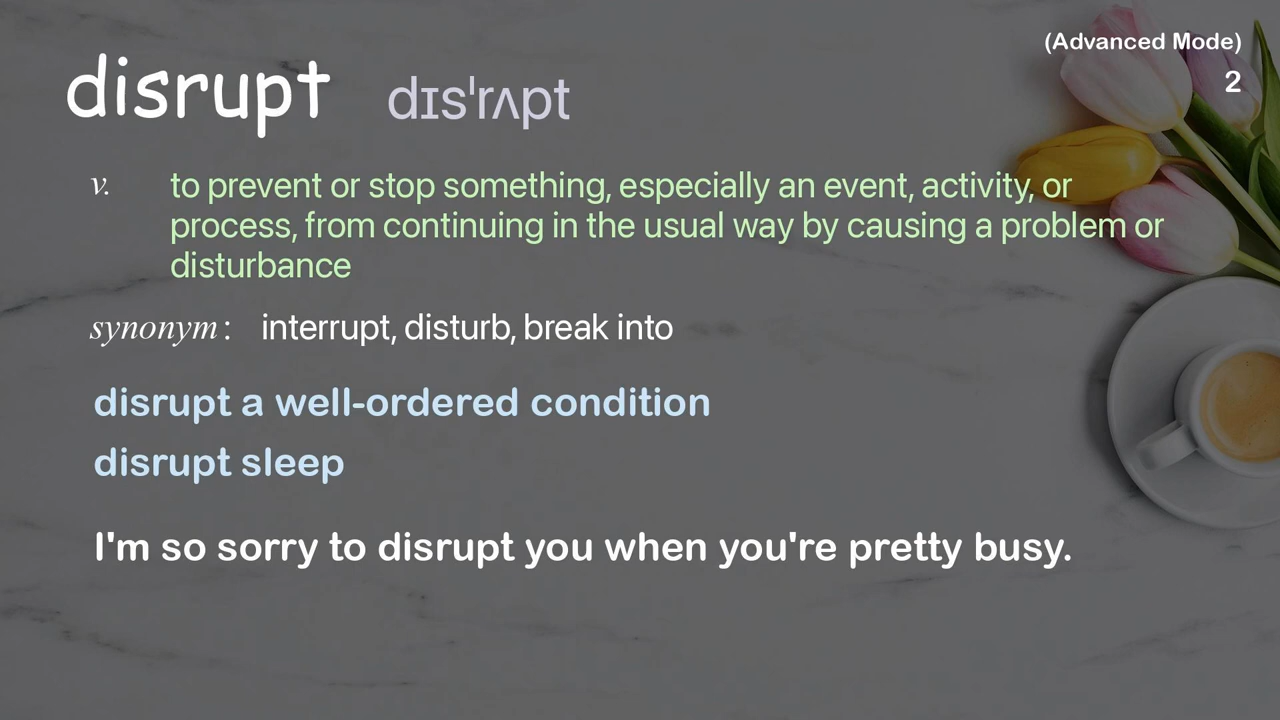 (Advanced Mode)
2
disrupt dɪsˈrʌpt
v. to prevent or stop something, especially an event, activity, or
process, from continuing in the usual way by causing a problem or
disturbance
synonym: interrupt, disturb, break into
disrupt a well-ordered condition
disrupt sleep
I'm so sorry to disrupt you when you're pretty busy.